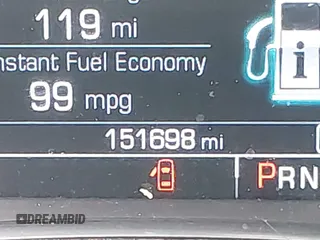 119 mi
nstant Fuel Economy
99 mpg
151698 mi
PRN
DREAMBID